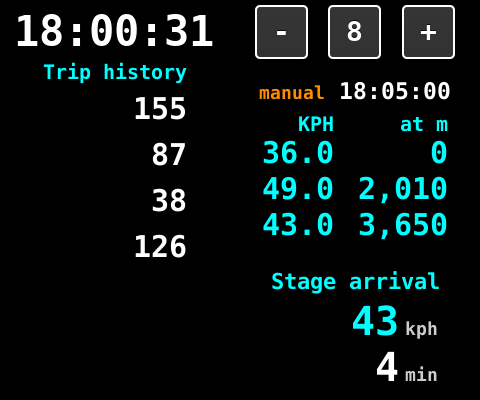 18:00:31
Trip history
155
87
38
126
- 8 +
manual 18:05:00
KPH at m
36.0 0
49.0 2,010
43.0 3,650
Stage arrival
43 kph
4 min